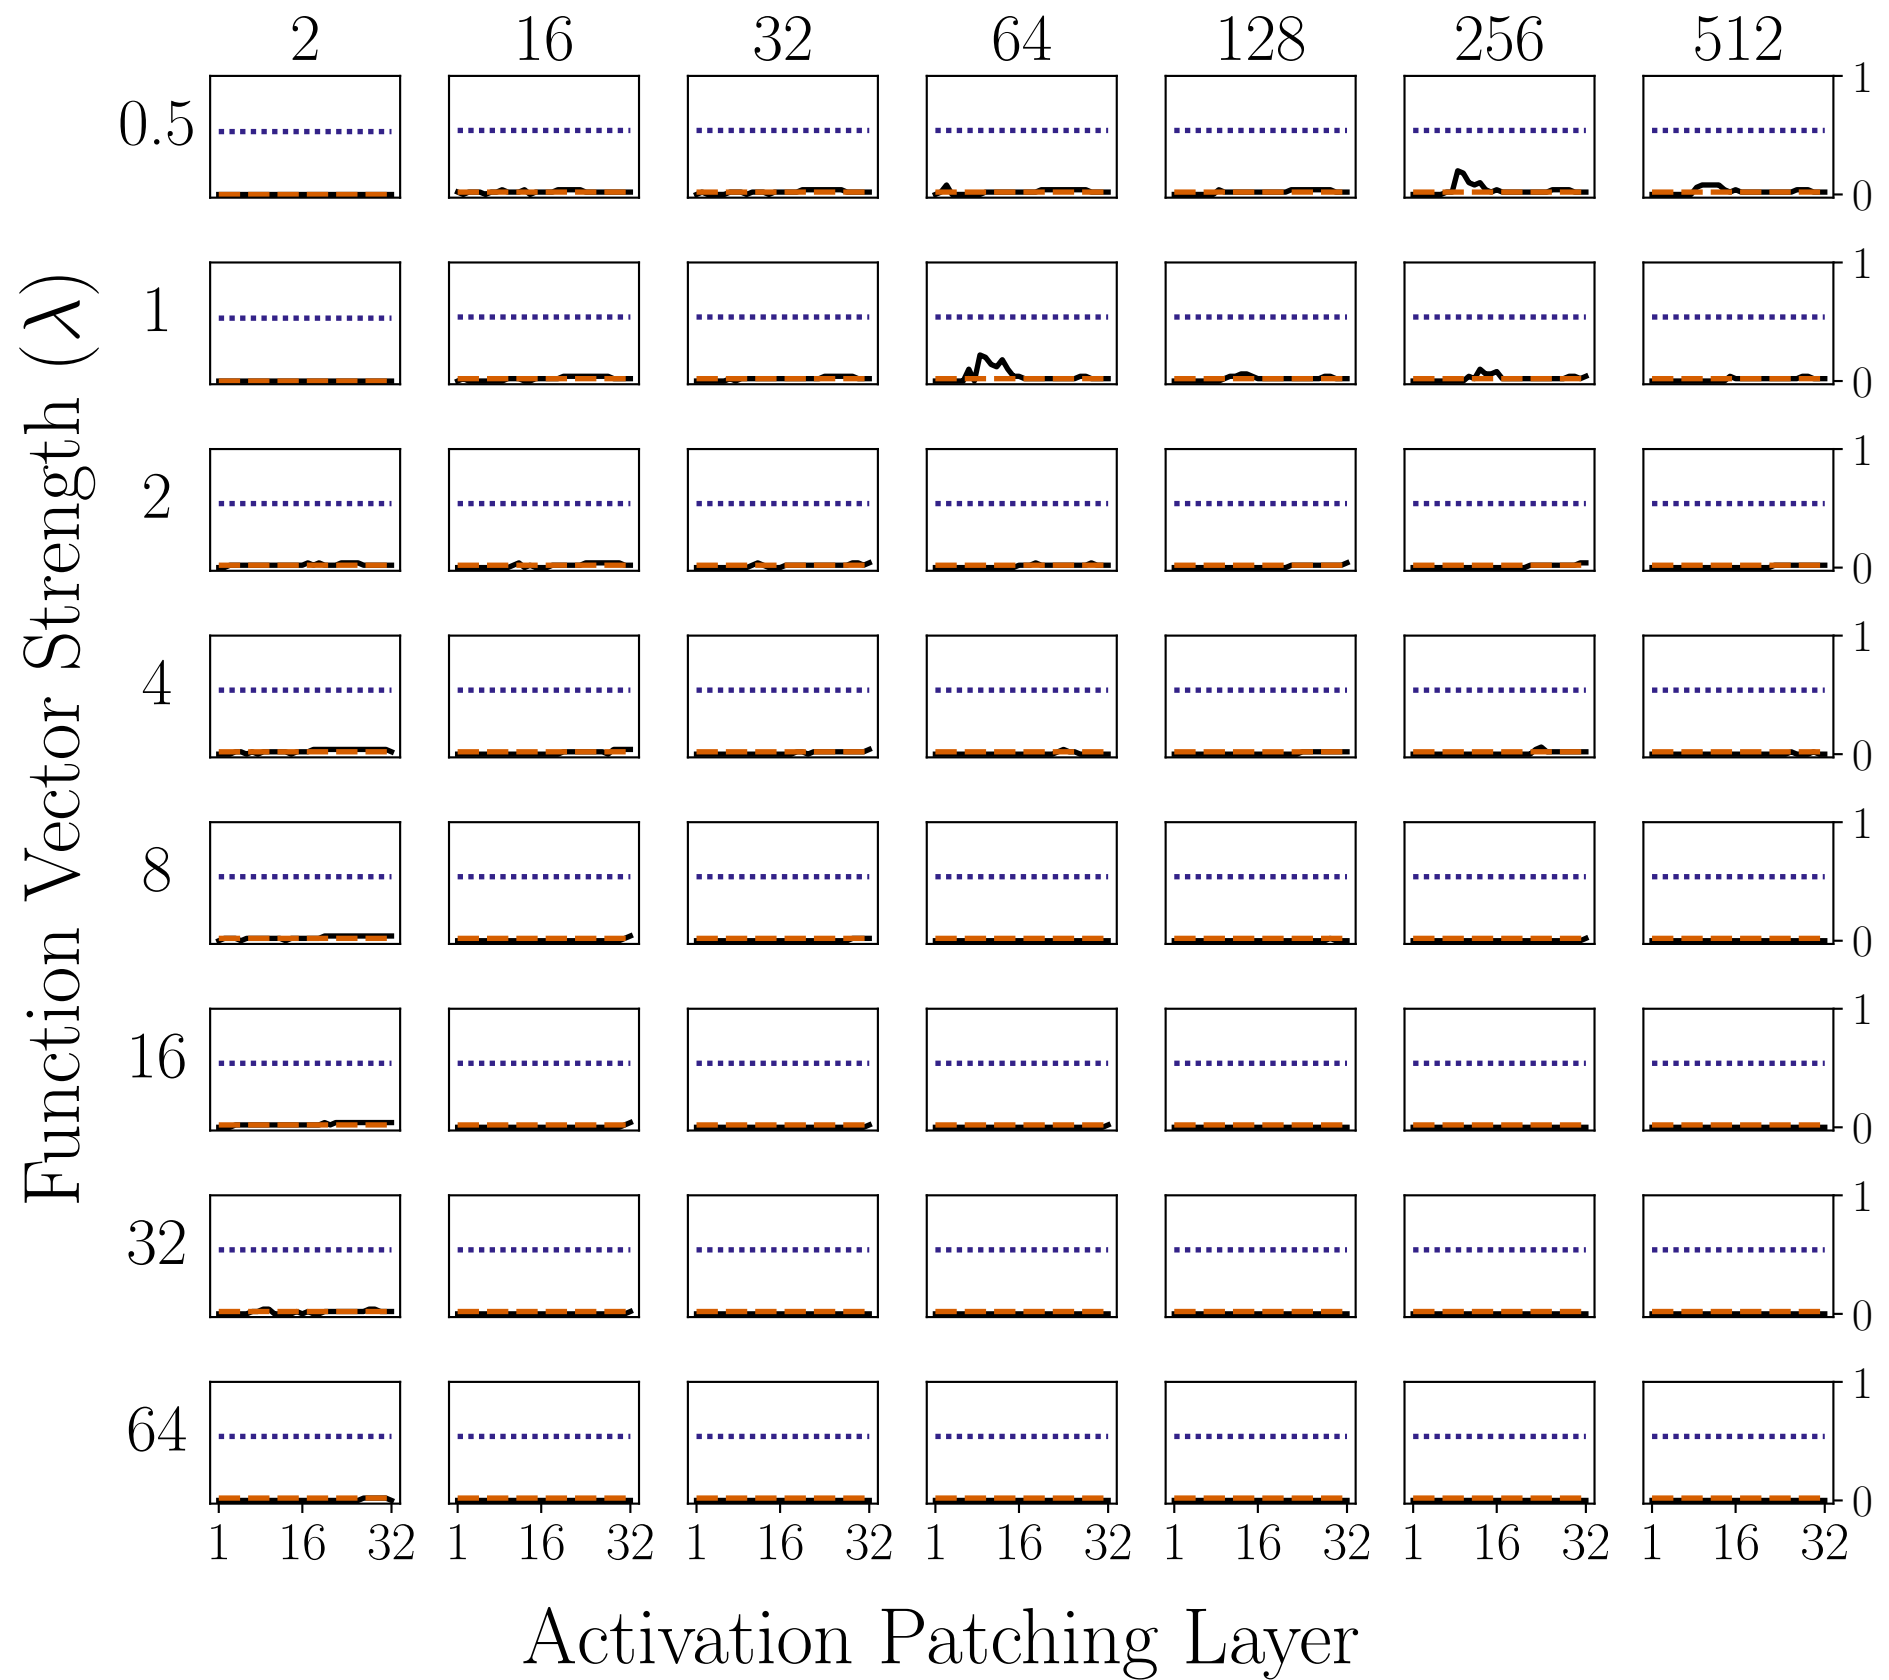 2 16 32 64 128 256 512
Function Vector Strength (λ)
0.5 1 0
1 1 0
2 1 0
4 1 0
8 1 0
16 1 0
32 1 0
64 1 0
1 16 32 1 16 32 1 16 32 1 16 32 1 16 32 1 16 32 1 16 32
Activation Patching Layer